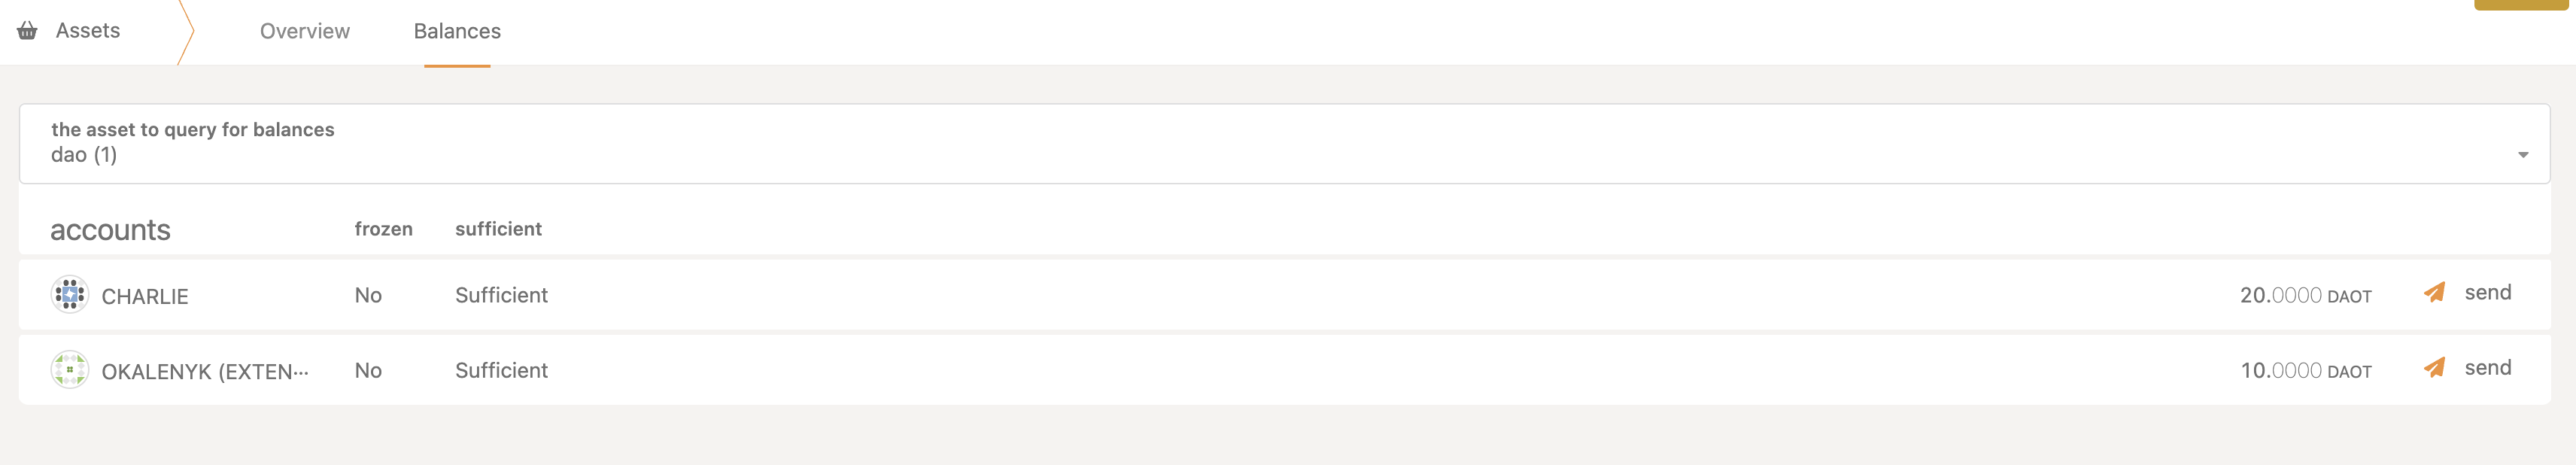 Assets Overview Balances
the asset to query for balances
dao (1)
accounts frozen sufficient
CHARLIE No Sufficient 20.0000 DAOT send
OKALENYK (EXTEN··· No Sufficient 10.0000 DAOT send